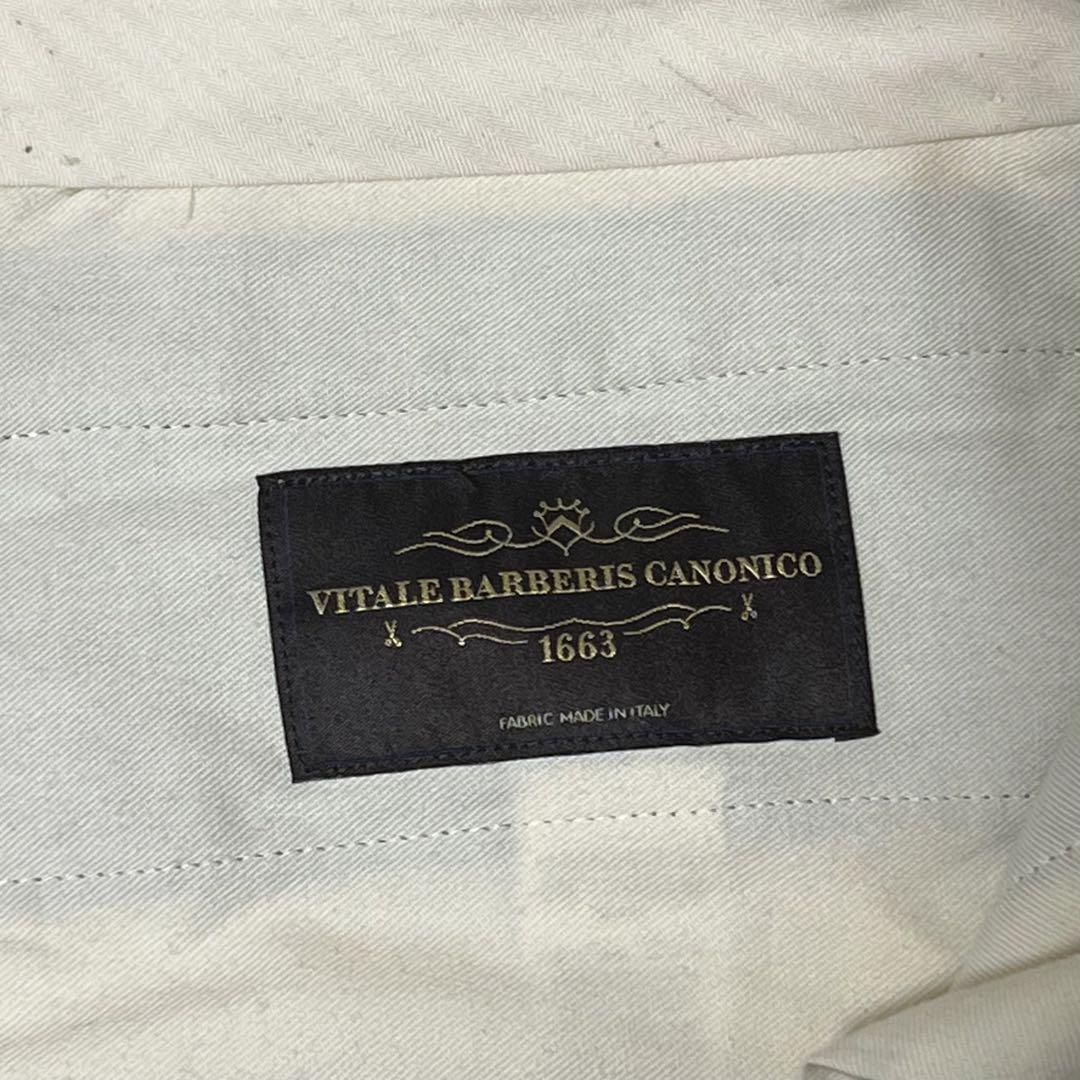 VITALE BARBERIS CANONICO
1663
FABRIC MADE IN ITALY